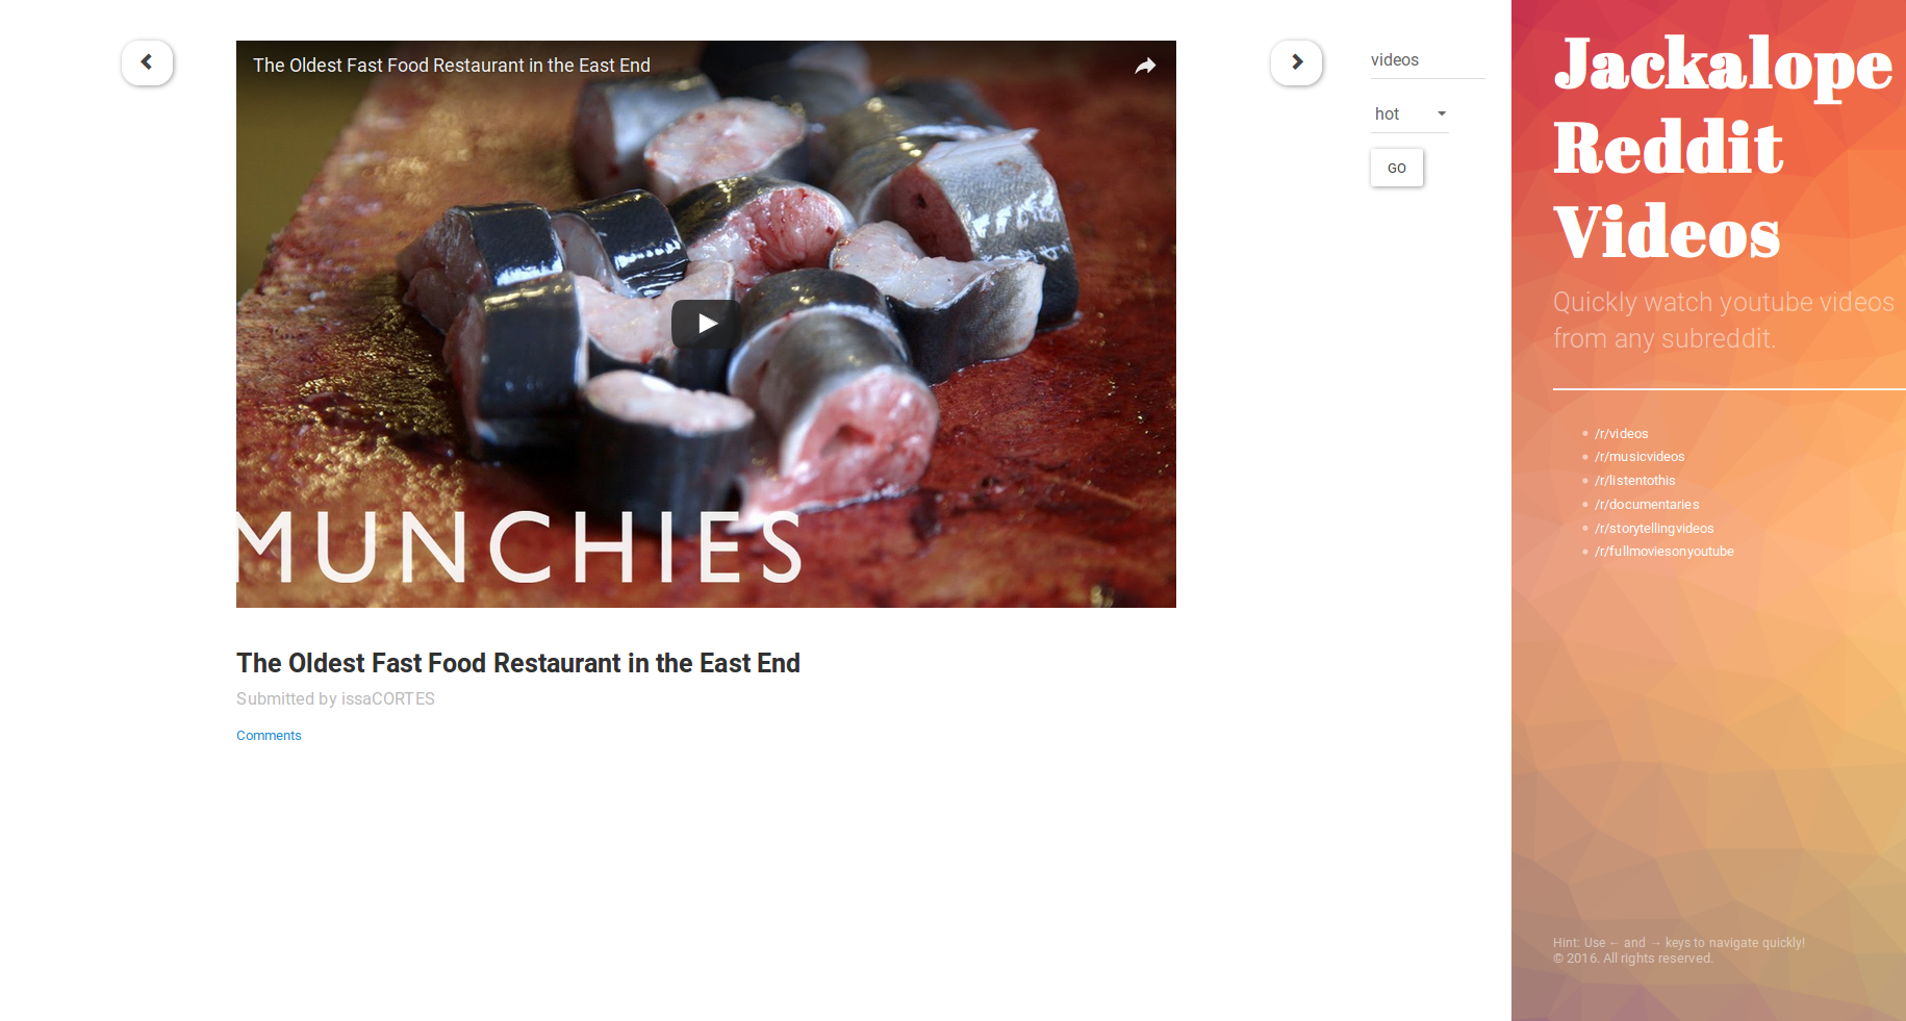 The Oldest Fast Food Restaurant in the East End
MUNCHIES
The Oldest Fast Food Restaurant in the East End
Submitted by issaCORTES
Comments
videos
hot
GO
Jackalope
Reddit
Videos
Quickly watch youtube videos
from any subreddit.
/r/videos
/r/musicvideos
/r/listentothis
/r/documentaries
/r/storytellingvideos
/r/fullmoviesonyoutube
Hint: Use ← and → keys to navigate quickly!
© 2016. All rights reserved.